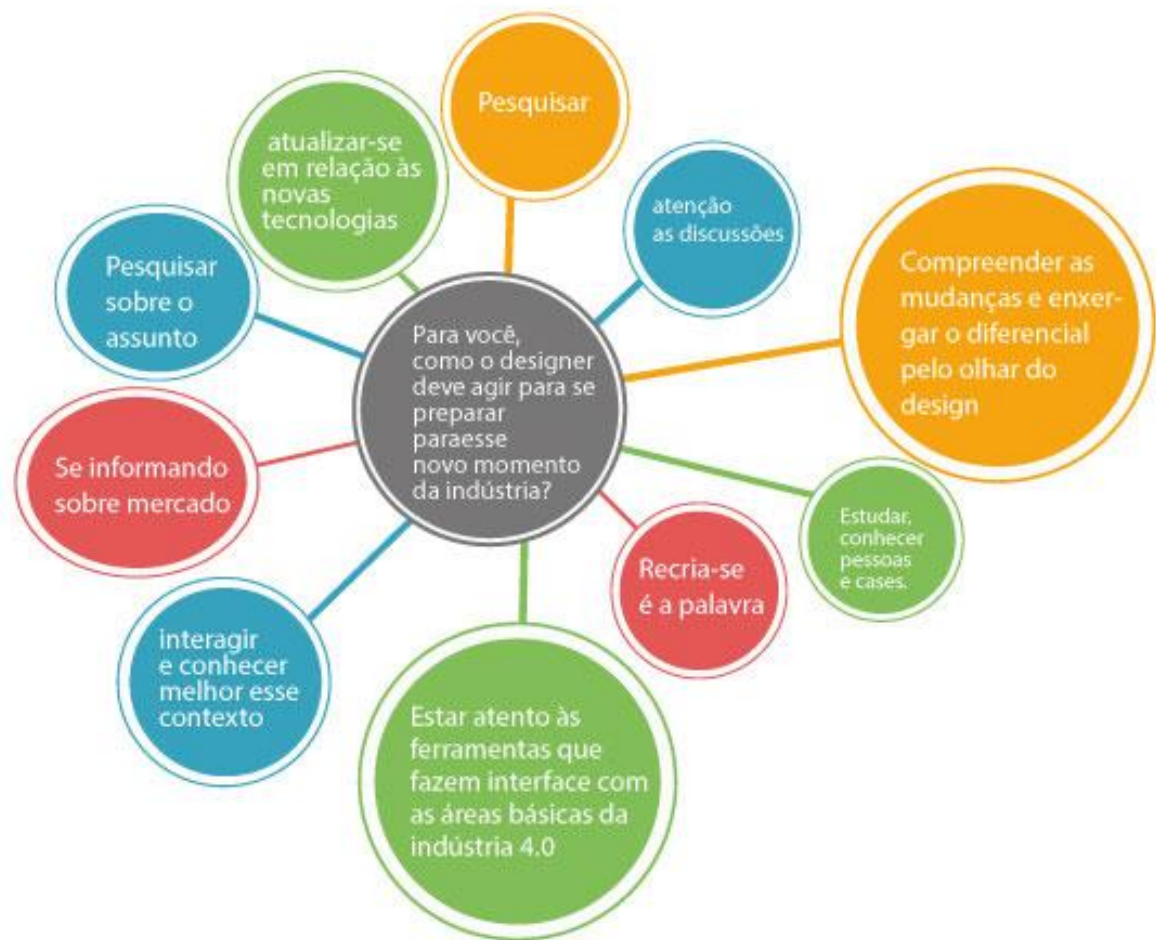 Pesquisar
atualizar-se
em relação às
novas
tecnologias
atenção
as discussões
Pesquisar
sobre o
assunto
Compreender as
mudanças e enxer-
gar o diferencial
pelo olhar do
design
Para você,
como o designer
deve agir para se
preparar
paraesse
novo momento
da indústria?
Se informando
sobre mercado
Estudar,
conhecer
pessoas
e cases.
Recria-se
é a palavra
interagir
e conhecer
melhor esse
contexto
Estar atento às
ferramentas que
fazem interface com
as áreas básicas da
indústria 4.0